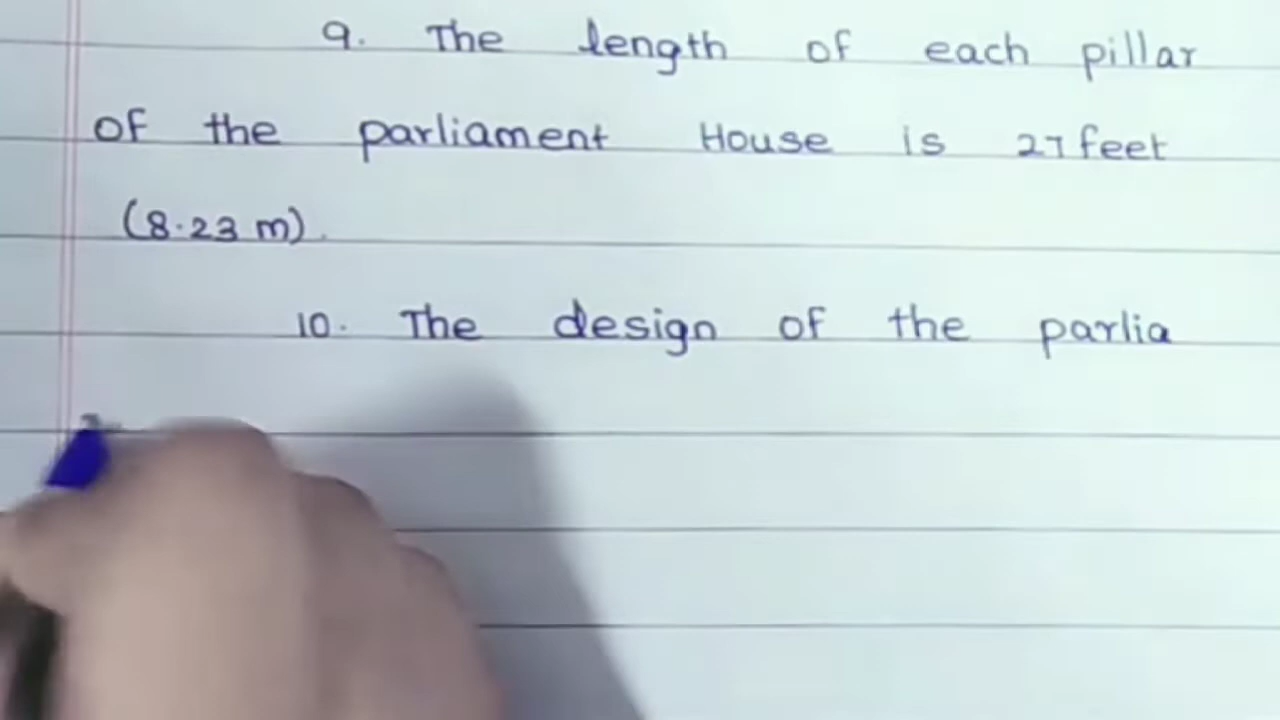 9. The length of each pillar
of the parliament House is 27 feet
(8.23 m).
10. The design of the parlia